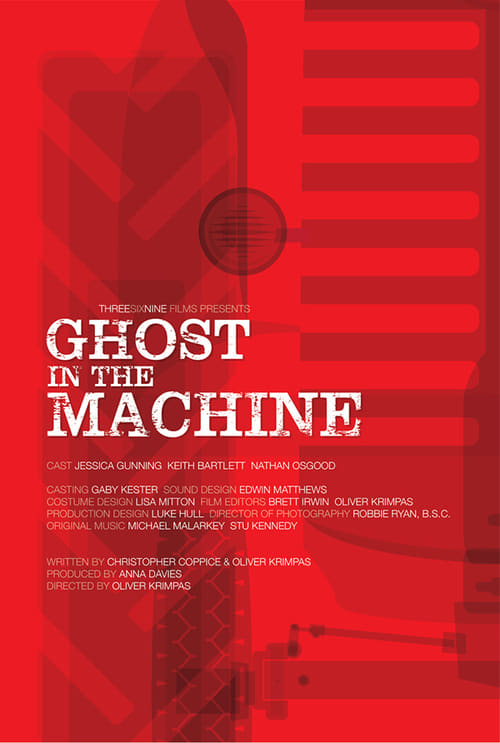 THREESIXNINE FILMS PRESENTS
GHOST
IN THE
MACHINE
CAST JESSICA GUNNING KEITH BARTLETT NATHAN OSGOOD
CASTING GABY KESTER SOUND DESIGN EDWIN MATTHEWS
COSTUME DESIGN LISA MITTON FILM EDITORS BRETT IRWIN OLIVER KRIMPAS
PRODUCTION DESIGN LUKE HULL DIRECTOR OF PHOTOGRAPHY ROBBIE RYAN, B.S.C.
ORIGINAL MUSIC MICHAEL MALARKEY STU KENNEDY
WRITTEN BY CHRISTOPHER COPPICE & OLIVER KRIMPAS
PRODUCED BY ANNA DAVIES
DIRECTED BY OLIVER KRIMPAS